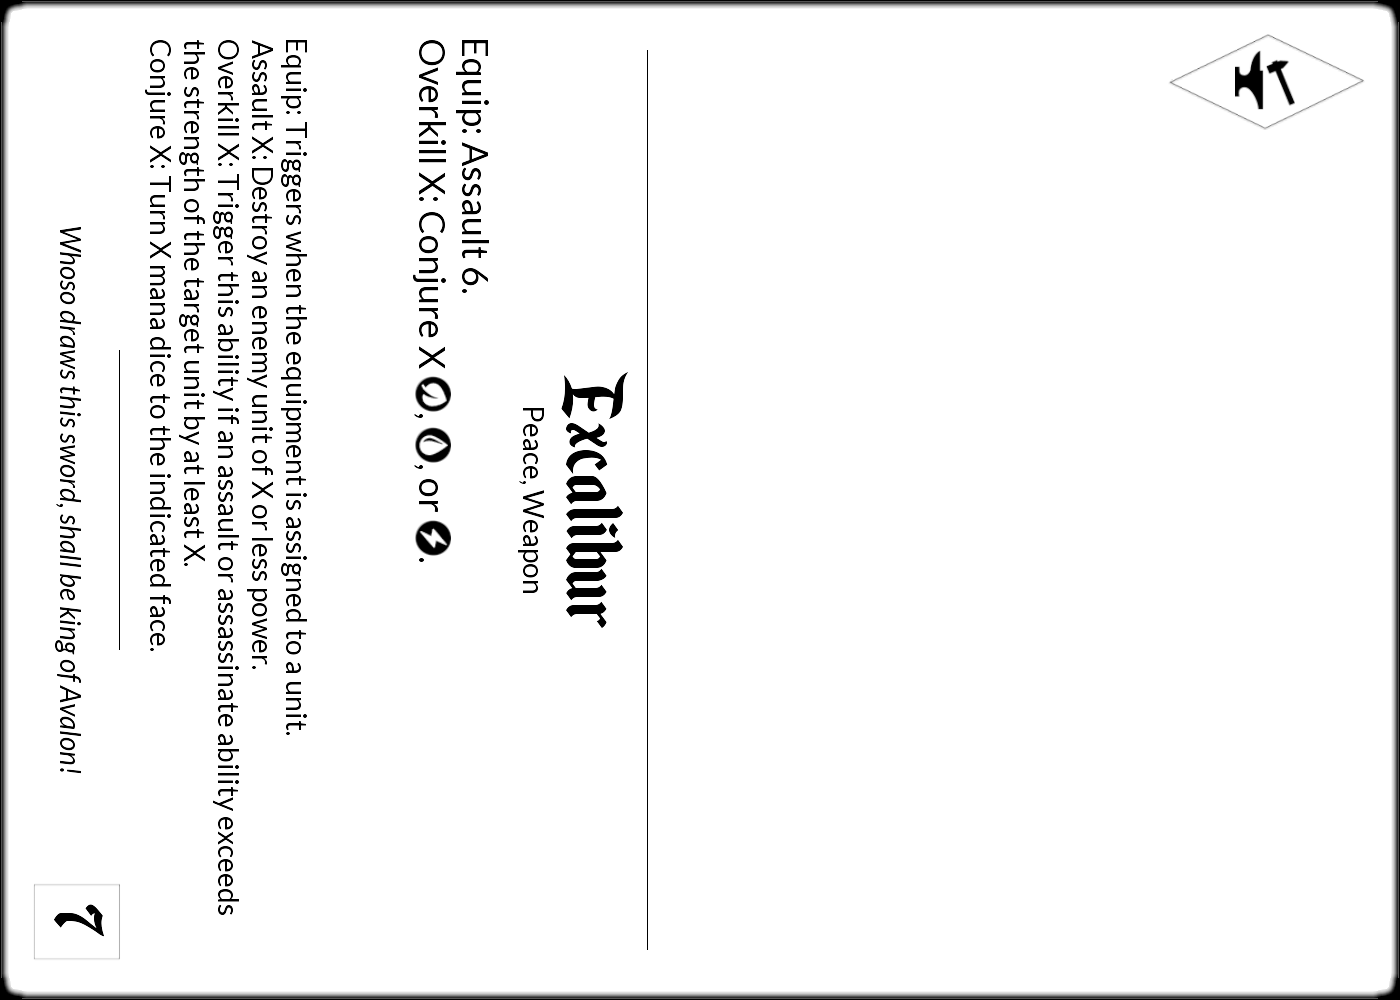 Excalibur
Peace, Weapon
Equip: Assault 6.
Overkill X: Conjure X , , or .
Equip: Triggers when the equipment is assigned to a unit.
Assault X: Destroy an enemy unit of X or less power.
Overkill X: Trigger this ability if an assault or assassinate ability exceeds
the strength of the target unit by at least X.
Conjure X: Turn X mana dice to the indicated face.
Whoso draws this sword, shall be king of Avalon!
7